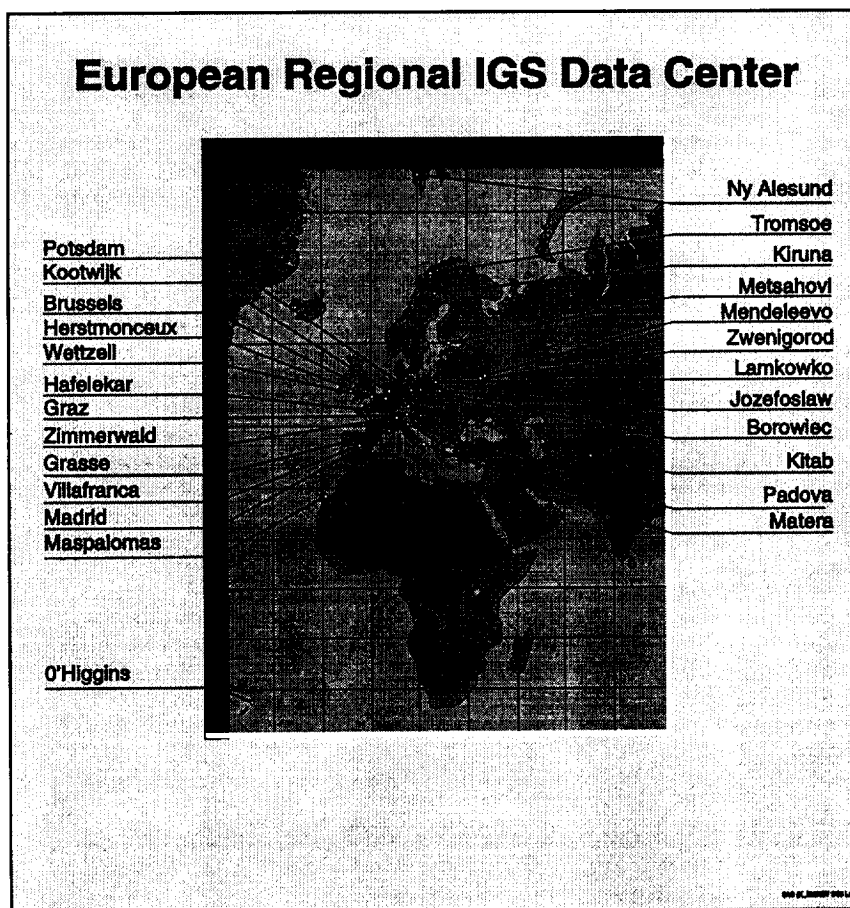 European Regional IGS Data Center
Potsdam
Kootwijk
Brussels
Herstmonceux
Wettzell
Hafelekar
Graz
Zimmerwald
Grasse
Villafranca
Madrid
Maspalomas
O'Higgins
Ny Alesund
Tromsoe
Kiruna
Metsahovi
Mendeleevo
Zwenigorod
Lamkowko
Jozefoslaw
Borowiec
Kitab
Padova
Matera